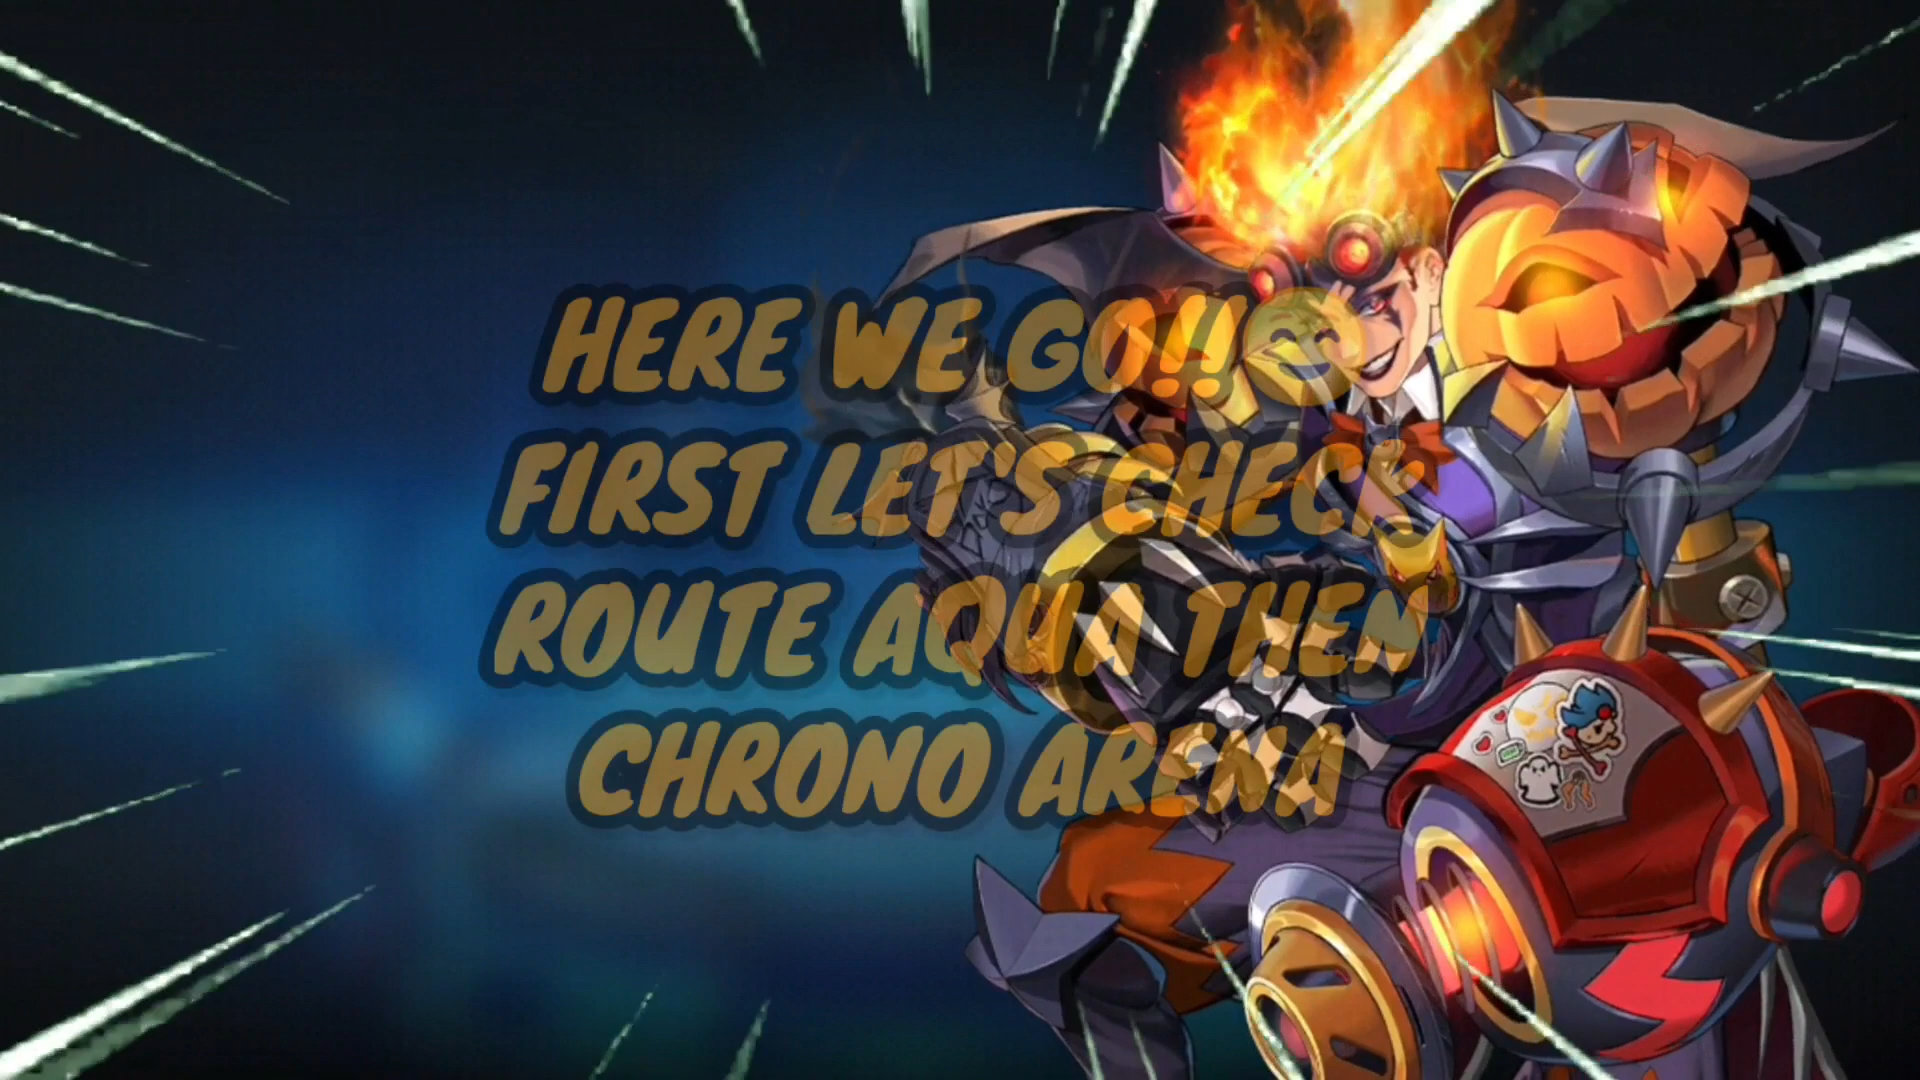 HERE WE GO!!😄
FIRST LET'S CHECK
ROUTE AQUA THEN
CHRONO ARENA